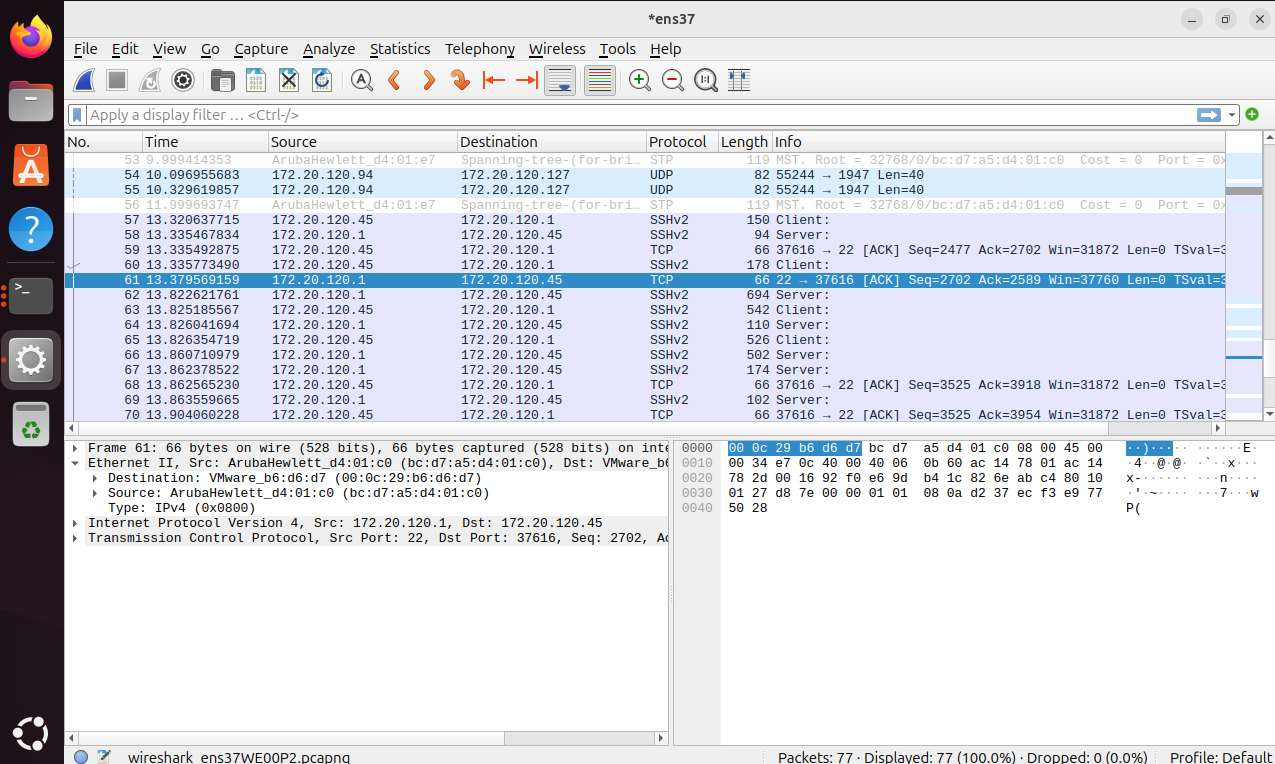 *ens37
File Edit View Go Capture Analyze Statistics Telephony Wireless Tools Help
Apply a display filter … <Ctrl-/>
No. Time Source Destination Protocol Length Info
53 9.999414353 ArubaHewlett_d4:01:e7 Spanning-tree-(for-bri… STP 119 MST. Root = 32768/0/bc:d7:a5:d4:01:c0 Cost = 0 Port = 0x
54 10.096955683 172.20.120.94 172.20.120.127 UDP 82 55244 → 1947 Len=40
55 10.329619857 172.20.120.94 172.20.120.127 UDP 82 55244 → 1947 Len=40
56 11.999693747 ArubaHewlett_d4:01:e7 Spanning-tree-(for-bri… STP 119 MST. Root = 32768/0/bc:d7:a5:d4:01:c0 Cost = 0 Port = 0x
57 13.320637715 172.20.120.45 172.20.120.1 SSHv2 150 Client:
58 13.335467834 172.20.120.1 172.20.120.45 SSHv2 94 Server:
59 13.335492875 172.20.120.45 172.20.120.1 TCP 66 37616 → 22 [ACK] Seq=2477 Ack=2702 Win=31872 Len=0 TSval=3
60 13.335773490 172.20.120.45 172.20.120.1 SSHv2 178 Client:
61 13.379569159 172.20.120.1 172.20.120.45 TCP 66 22 → 37616 [ACK] Seq=2702 Ack=2589 Win=37760 Len=0 TSval=3
62 13.822621761 172.20.120.1 172.20.120.45 SSHv2 694 Server:
63 13.825185567 172.20.120.45 172.20.120.1 SSHv2 542 Client:
64 13.826041694 172.20.120.1 172.20.120.45 SSHv2 110 Server:
65 13.826354719 172.20.120.45 172.20.120.1 SSHv2 526 Client:
66 13.860710979 172.20.120.1 172.20.120.45 SSHv2 502 Server:
67 13.862378522 172.20.120.1 172.20.120.45 SSHv2 174 Server:
68 13.862565230 172.20.120.45 172.20.120.1 TCP 66 37616 → 22 [ACK] Seq=3525 Ack=3918 Win=31872 Len=0 TSval=3
69 13.863559665 172.20.120.1 172.20.120.45 SSHv2 102 Server:
70 13.904060228 172.20.120.45 172.20.120.1 TCP 66 37616 → 22 [ACK] Seq=3525 Ack=3954 Win=31872 Len=0 TSval=3
Frame 61: 66 bytes on wire (528 bits), 66 bytes captured (528 bits) on inte
Ethernet II, Src: ArubaHewlett_d4:01:c0 (bc:d7:a5:d4:01:c0), Dst: VMware_b6
Destination: VMware_b6:d6:d7 (00:0c:29:b6:d6:d7)
Source: ArubaHewlett_d4:01:c0 (bc:d7:a5:d4:01:c0)
Type: IPv4 (0x0800)
Internet Protocol Version 4, Src: 172.20.120.1, Dst: 172.20.120.45
Transmission Control Protocol, Src Port: 22, Dst Port: 37616, Seq: 2702, Ac
0000 00 0c 29 b6 d6 d7 bc d7 a5 d4 01 c0 08 00 45 00 ··)····· ······E·
0010 00 34 e7 0c 40 00 40 06 0b 60 ac 14 78 01 ac 14 ·4··@·@· ·`··x···
0020 78 2d 00 16 92 f0 e6 9d b4 1c 82 6e ab c4 80 10 x-······ ···n····
0030 01 27 d8 7e 00 00 01 01 08 0a d2 37 ec f3 e9 77 ·'·~···· ···7···w
0040 50 28 P(
wireshark_ens37WE00P2.pcapng
Packets: 77 · Displayed: 77 (100.0%) · Dropped: 0 (0.0%)
Profile: Default